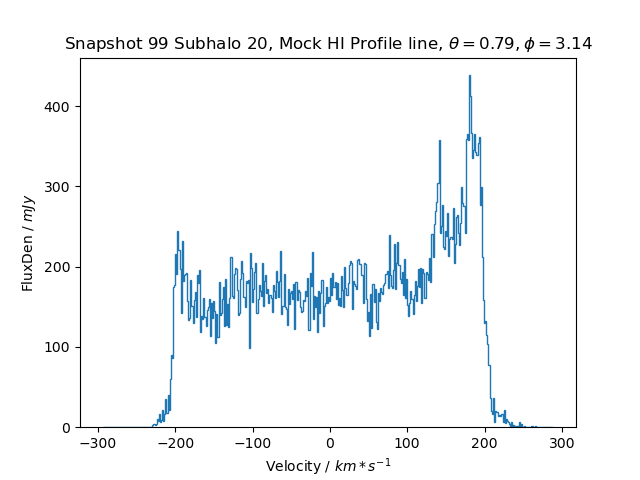 Snapshot 99 Subhalo 20, Mock HI Profile line, θ = 0.79, ϕ = 3.14
400
300
200
100
0
FluxDen / mJy
−300 −200 −100 0 100 200 300
Velocity / km * s⁻¹